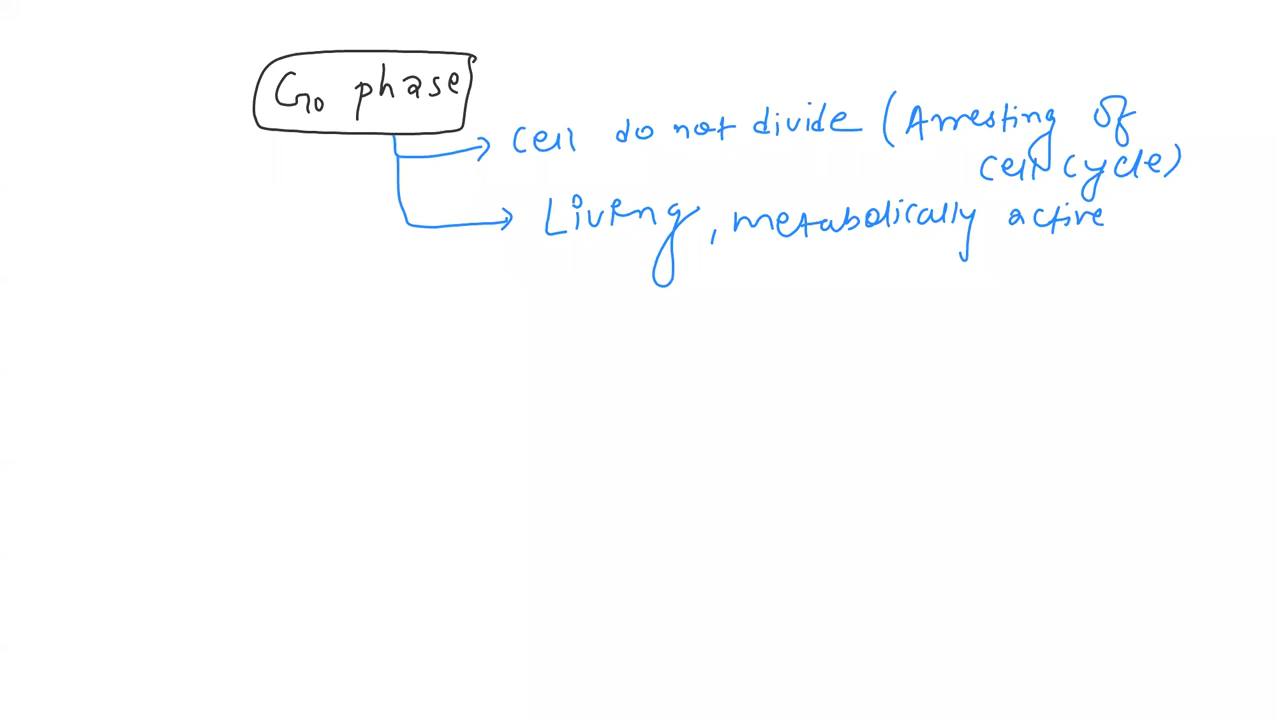 G₀ phase
Cell do not divide (Arresting of
cell cycle)
Living, metabolically active